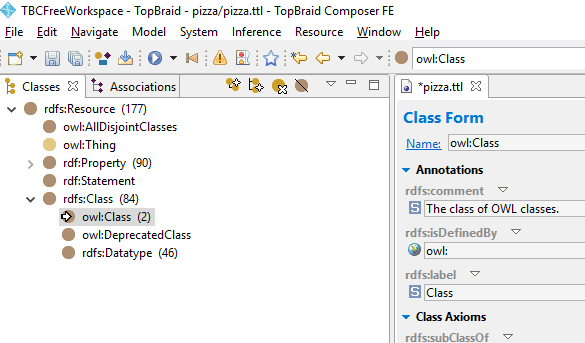 TBCFreeWorkspace - TopBraid - pizza/pizza.ttl - TopBraid Composer FE
File Edit Navigate Model System Inference Resource Window Help
owl:Class
Classes Associations
rdfs:Resource (177)
owl:AllDisjointClasses
owl:Thing
rdf:Property (90)
rdf:Statement
rdfs:Class (84)
owl:Class (2)
owl:DeprecatedClass
rdfs:Datatype (46)
*pizza.ttl
Class Form
Name: owl:Class
Annotations
rdfs:comment
S The class of OWL classes.
rdfs:isDefinedBy
owl:
rdfs:label
S Class
Class Axioms
rdfs:subClassOf